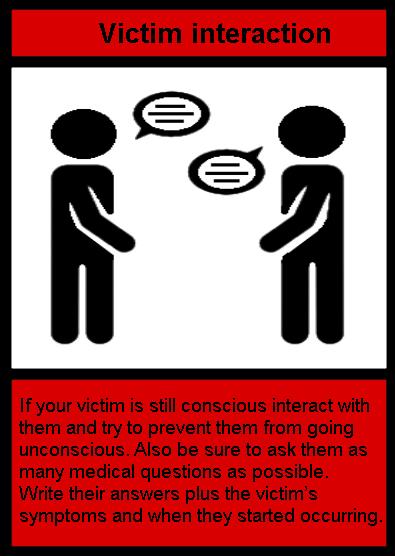 Victim interaction
If your victim is still conscious interact with
them and try to prevent them from going
unconscious. Also be sure to ask them as
many medical questions as possible.
Write their answers plus the victim's
symptoms and when they started occurring.